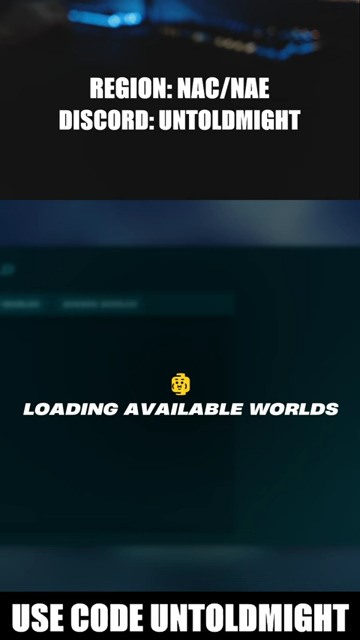 REGION: NAC/NAE
DISCORD: UNTOLDMIGHT
LOADING AVAILABLE WORLDS
USE CODE UNTOLDMIGHT